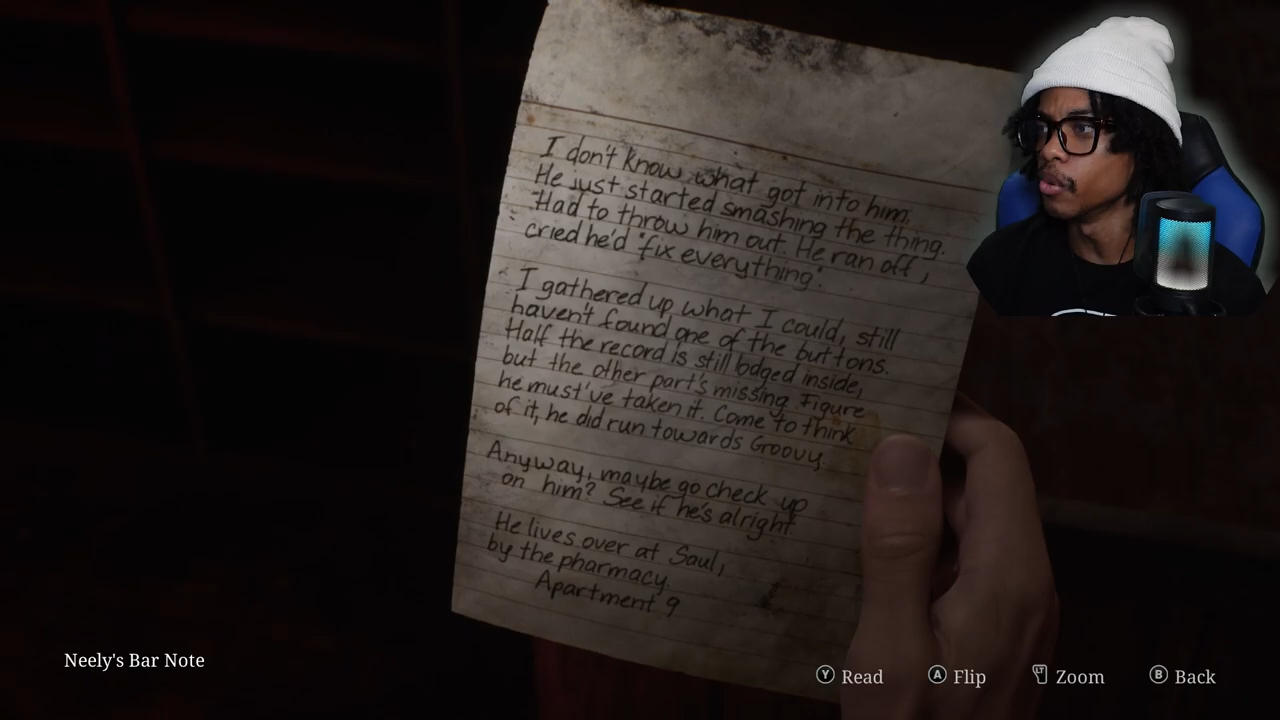 I don't know what got into him.
He just started smashing the thing.
Had to throw him out. He ran off,
cried he'd "fix everything".
I gathered up what I could, still
haven't found one of the buttons.
Half the record is still lodged inside,
but the other part's missing. Figure
he must've taken it. Come to think
of it, he did run towards Groovy.
Anyway, maybe go check up
on him? See if he's alright.
He lives over at Saul,
by the pharmacy.
Apartment 9
Neely's Bar Note
Y Read A Flip LT Zoom B Back